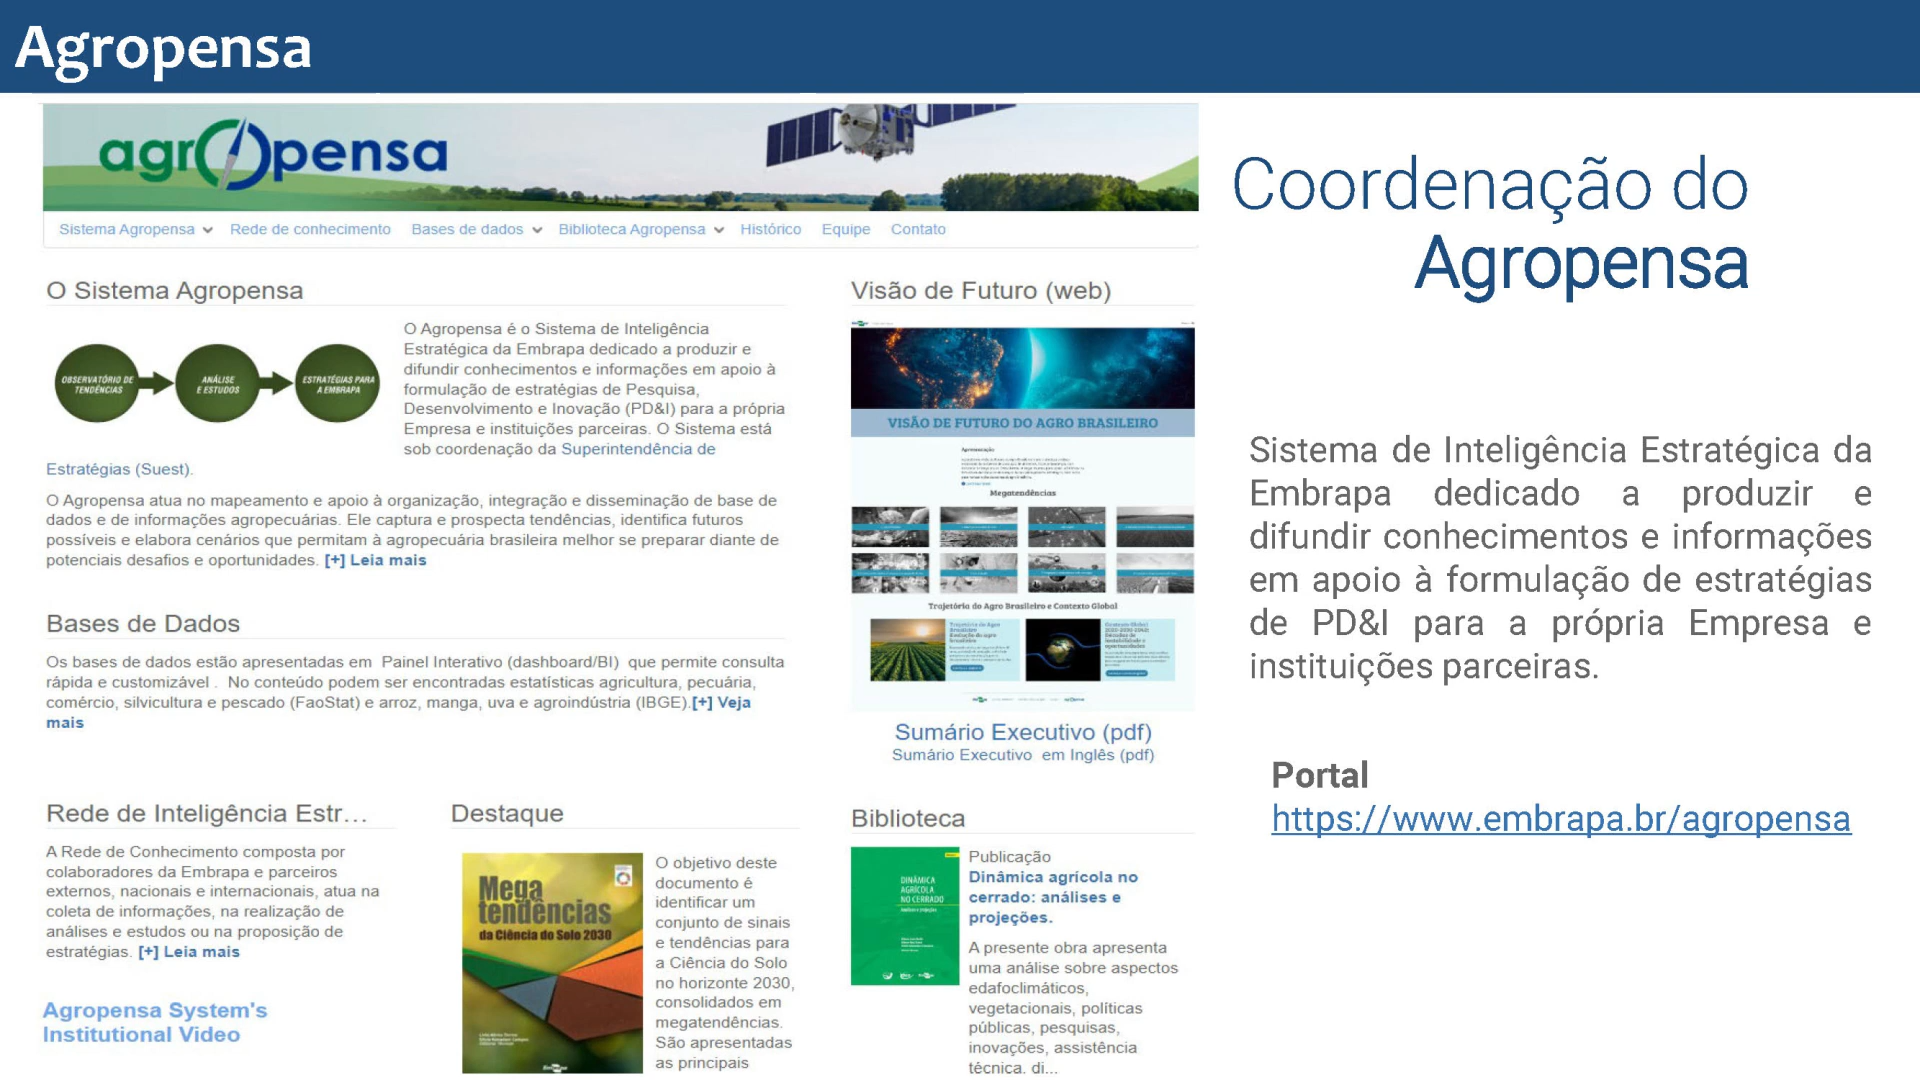 Agropensa
agropensa
Sistema Agropensa Rede de conhecimento Bases de dados Biblioteca Agropensa Histórico Equipe Contato
O Sistema Agropensa
OBSERVATÓRIO DE
TENDÊNCIAS
ANÁLISE
E ESTUDOS
ESTRATÉGIAS PARA
A EMBRAPA
O Agropensa é o Sistema de Inteligência
Estratégica da Embrapa dedicado a produzir e
difundir conhecimentos e informações em apoio à
formulação de estratégias de Pesquisa,
Desenvolvimento e Inovação (PD&I) para a própria
Empresa e instituições parceiras. O Sistema está
sob coordenação da Superintendência de
Estratégias (Suest).
O Agropensa atua no mapeamento e apoio à organização, integração e disseminação de base de
dados e de informações agropecuárias. Ele captura e prospecta tendências, identifica futuros
possíveis e elabora cenários que permitam à agropecuária brasileira melhor se preparar diante de
potenciais desafios e oportunidades. [+] Leia mais
Bases de Dados
Os bases de dados estão apresentadas em Painel Interativo (dashboard/BI) que permite consulta
rápida e customizável . No conteúdo podem ser encontradas estatísticas agricultura, pecuária,
comércio, silvicultura e pescado (FaoStat) e arroz, manga, uva e agroindústria (IBGE).[+] Veja
mais
Rede de Inteligência Estr...
A Rede de Conhecimento composta por
colaboradores da Embrapa e parceiros
externos, nacionais e internacionais, atua na
coleta de informações, na realização de
análises e estudos ou na proposição de
estratégias. [+] Leia mais
Agropensa System's
Institutional Video
Destaque
Mega
tendências
da Ciência do Solo 2030
O objetivo deste
documento é
identificar um
conjunto de sinais
e tendências para
a Ciência do Solo
no horizonte 2030,
consolidados em
megatendências.
São apresentadas
as principais
Visão de Futuro (web)
VISÃO DE FUTURO DO AGRO BRASILEIRO
Apresentação
Megatendências
Trajetória do Agro Brasileiro e Contexto Global
Trajetória do Agro
Brasileiro
Evolução do agro
brasileiro
Sumário Executivo (pdf)
Sumário Executivo em Inglês (pdf)
Biblioteca
DINÂMICA
AGRÍCOLA
NO CERRADO
Publicação
Dinâmica agrícola no
cerrado: análises e
projeções.
A presente obra apresenta
uma análise sobre aspectos
edafoclimáticos,
vegetacionais, políticas
públicas, pesquisas,
inovações, assistência
técnica. di...
Coordenação do
Agropensa
Sistema de Inteligência Estratégica da
Embrapa dedicado a produzir e
difundir conhecimentos e informações
em apoio à formulação de estratégias
de PD&I para a própria Empresa e
instituições parceiras.
Portal
https://www.embrapa.br/agropensa